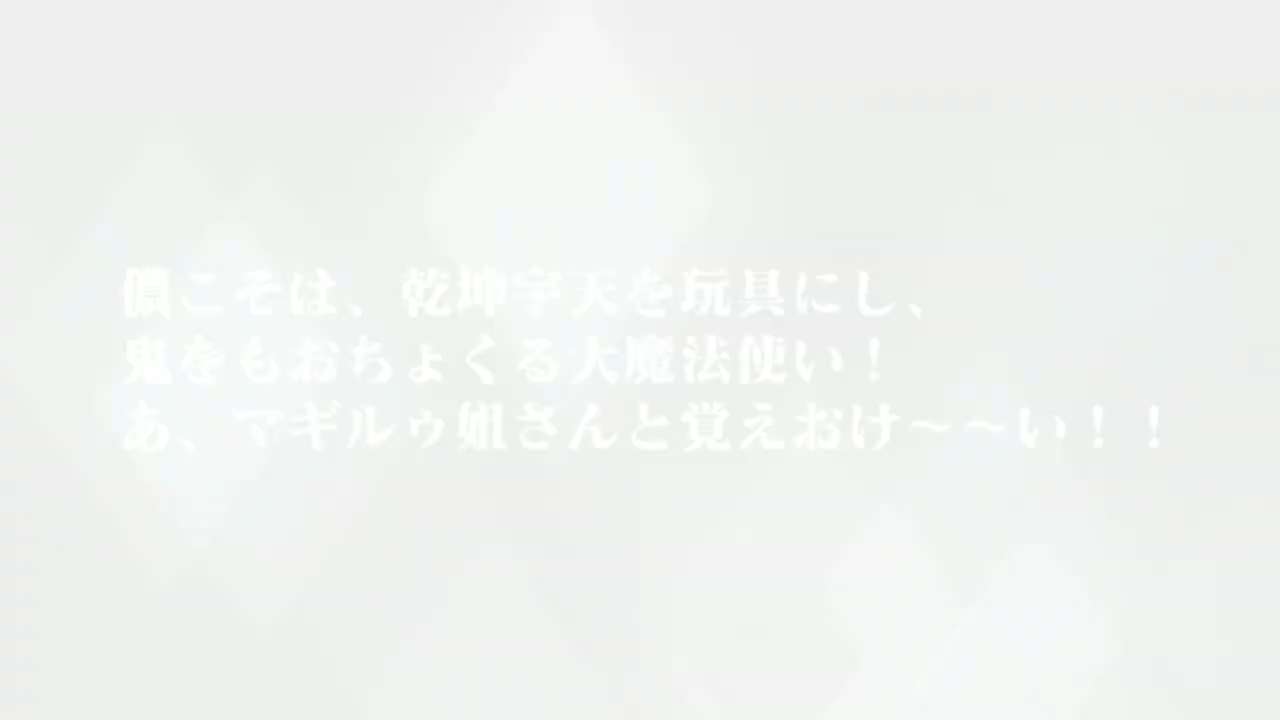 儂こそは、乾坤宇天を玩具にし、
鬼をもおちょくる大魔法使い！
あ、マギルゥ姐さんと覚えおけ～～い！！